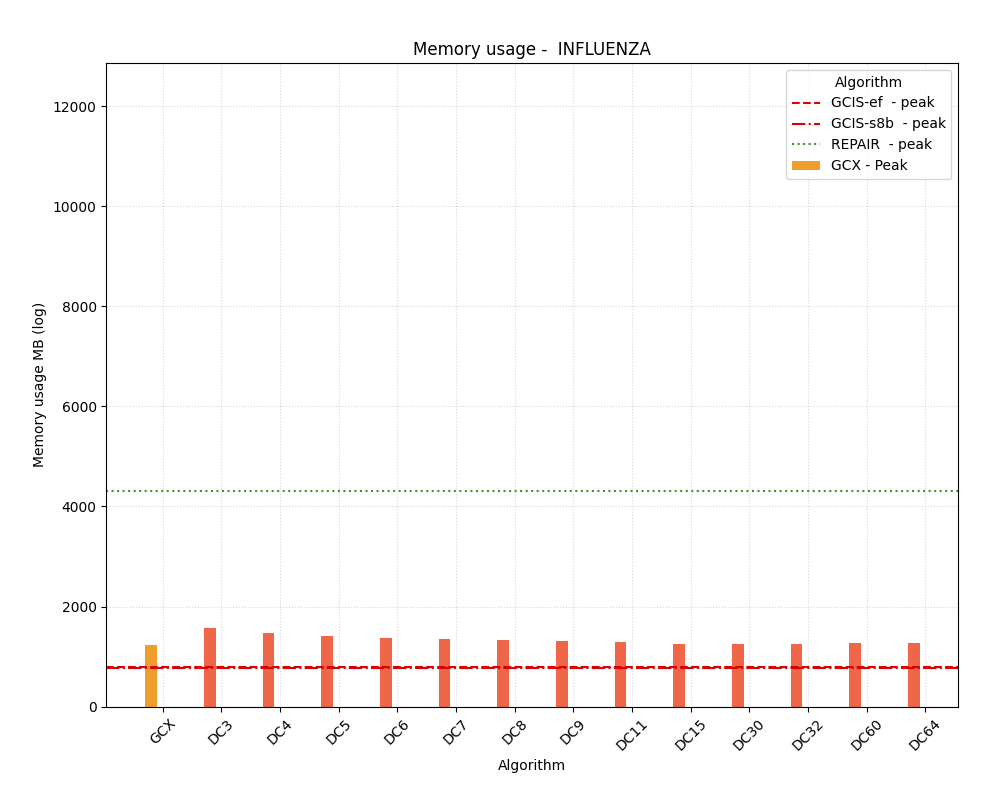 Memory usage -  INFLUENZA
Algorithm
GCIS-ef  - peak
GCIS-s8b  - peak
REPAIR  - peak
GCX - Peak
Memory usage MB (log)
12000
10000
8000
6000
4000
2000
0
GCX DC3 DC4 DC5 DC6 DC7 DC8 DC9 DC11 DC15 DC30 DC32 DC60 DC64
Algorithm